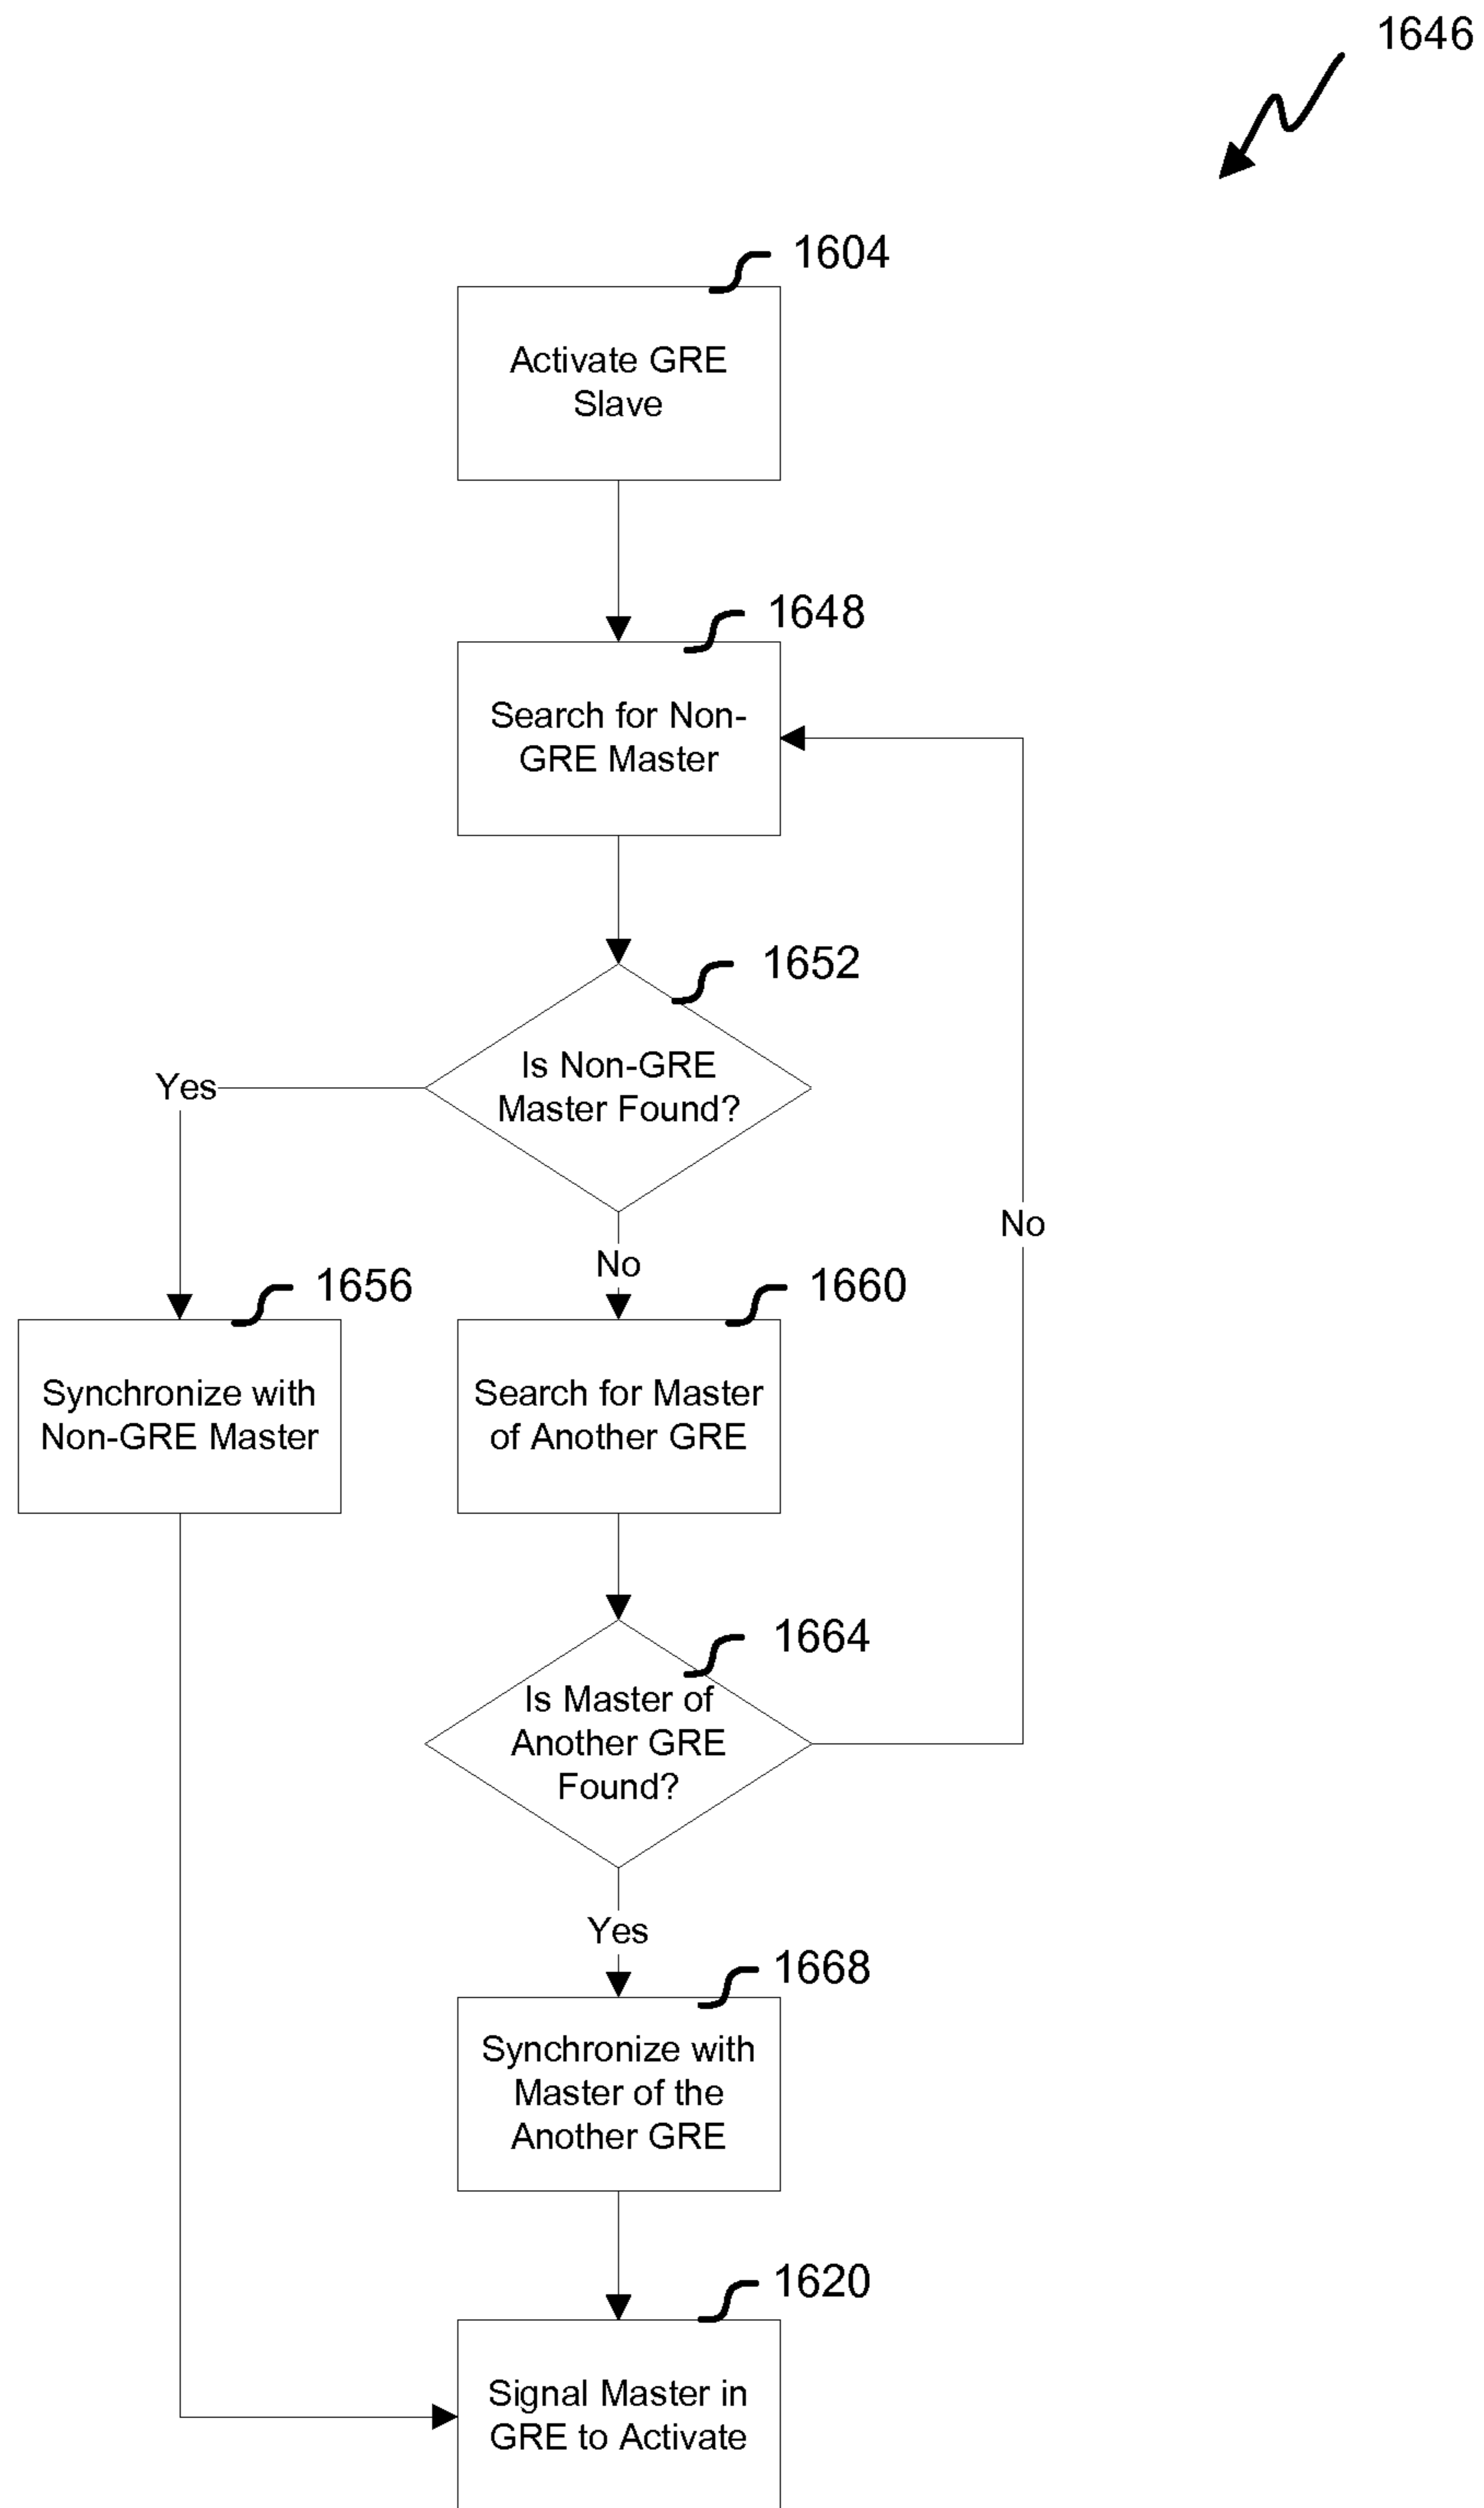 1646
1604
Activate GRE
Slave
1648
Search for Non-
GRE Master
1652
Is Non-GRE
Master Found?
Yes
No
No
1656
1660
Synchronize with
Non-GRE Master
Search for Master
of Another GRE
1664
Is Master of
Another GRE
Found?
Yes
1668
Synchronize with
Master of the
Another GRE
1620
Signal Master in
GRE to Activate